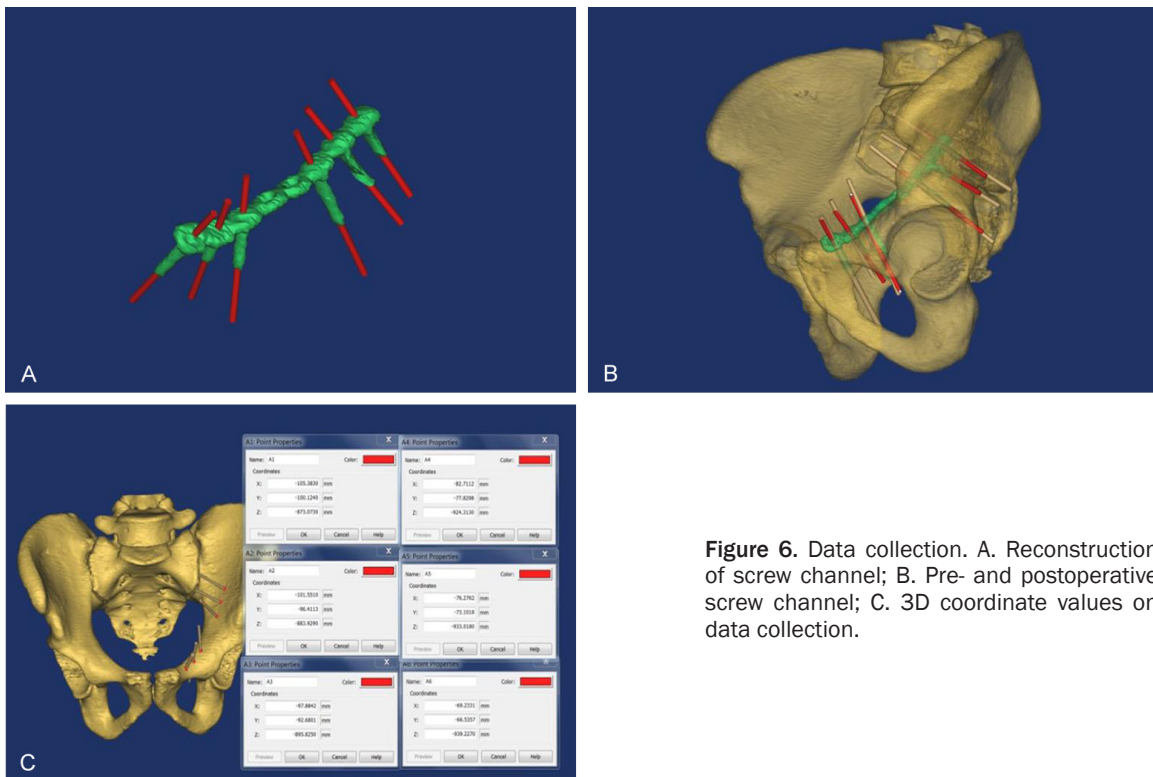 A
B
A1: Point Properties
X
Name: A1
Color:
Coordinates
X: -105.3830 mm
Y: -100.1240 mm
Z: -873.0730 mm
Preview OK Cancel Help
A4: Point Properties
X
Name: A4
Color:
Coordinates
X: -82.7112 mm
Y: -77.8298 mm
Z: -924.3130 mm
Preview OK Cancel Help
A2: Point Properties
Name: A2
Color:
Coordinates
X: -101.5510 mm
Y: -96.4113 mm
Z: -883.9290 mm
Preview OK Cancel Help
A5: Point Properties
Name: A5
Color:
Coordinates
X: -76.2762 mm
Y: -73.1018 mm
Z: -933.0180 mm
Preview OK Cancel Help
A3: Point Properties
X
Name: A3
Color:
Coordinates
X: -97.8842 mm
Y: -92.6801 mm
Z: -895.8250 mm
Preview OK Cancel Help
A6: Point Properties
Name: A6
Color:
Coordinates
X: -69.2331 mm
Y: -66.5357 mm
Z: -939.2270 mm
Preview OK Cancel Help
C
Figure 6. Data collection. A. Reconstruction
of screw channel; B. Pre- and postoperative
screw channel; C. 3D coordinate values on
data collection.